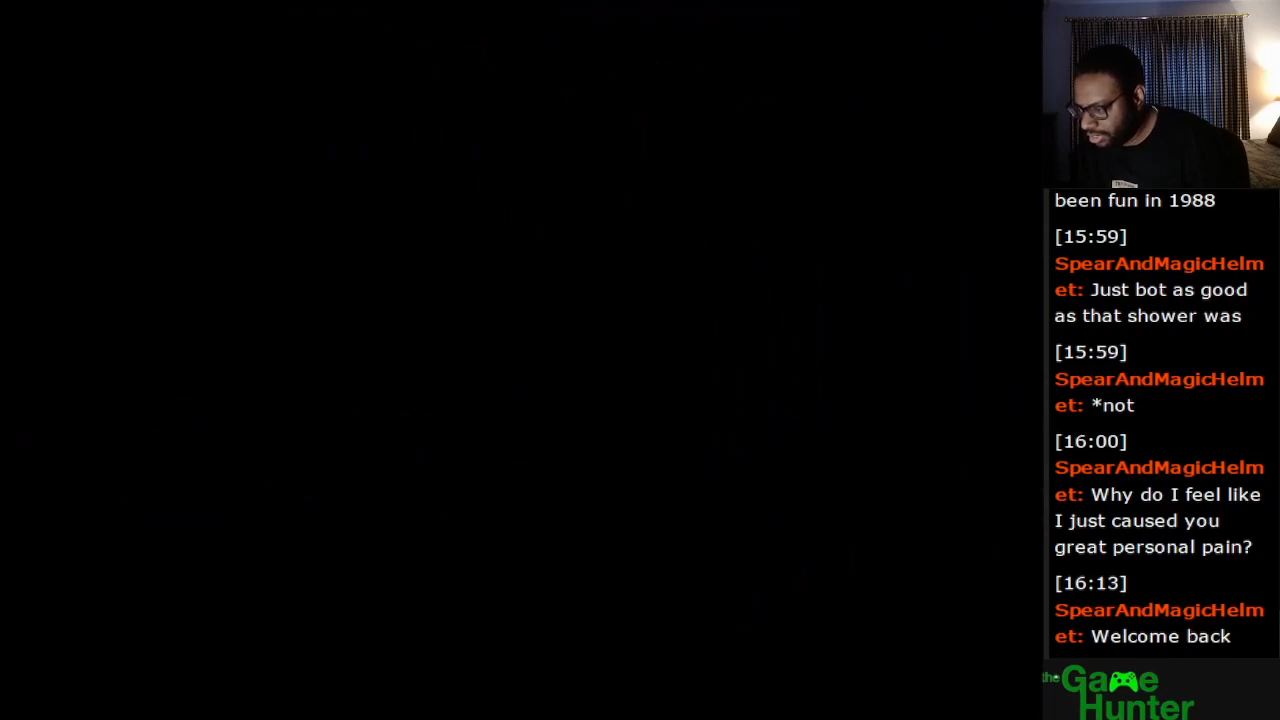 been fun in 1988
[15:59]
SpearAndMagicHelm
et: Just bot as good
as that shower was
[15:59]
SpearAndMagicHelm
et: *not
[16:00]
SpearAndMagicHelm
et: Why do I feel like
I just caused you
great personal pain?
[16:13]
SpearAndMagicHelm
et: Welcome back
the Game
Hunter